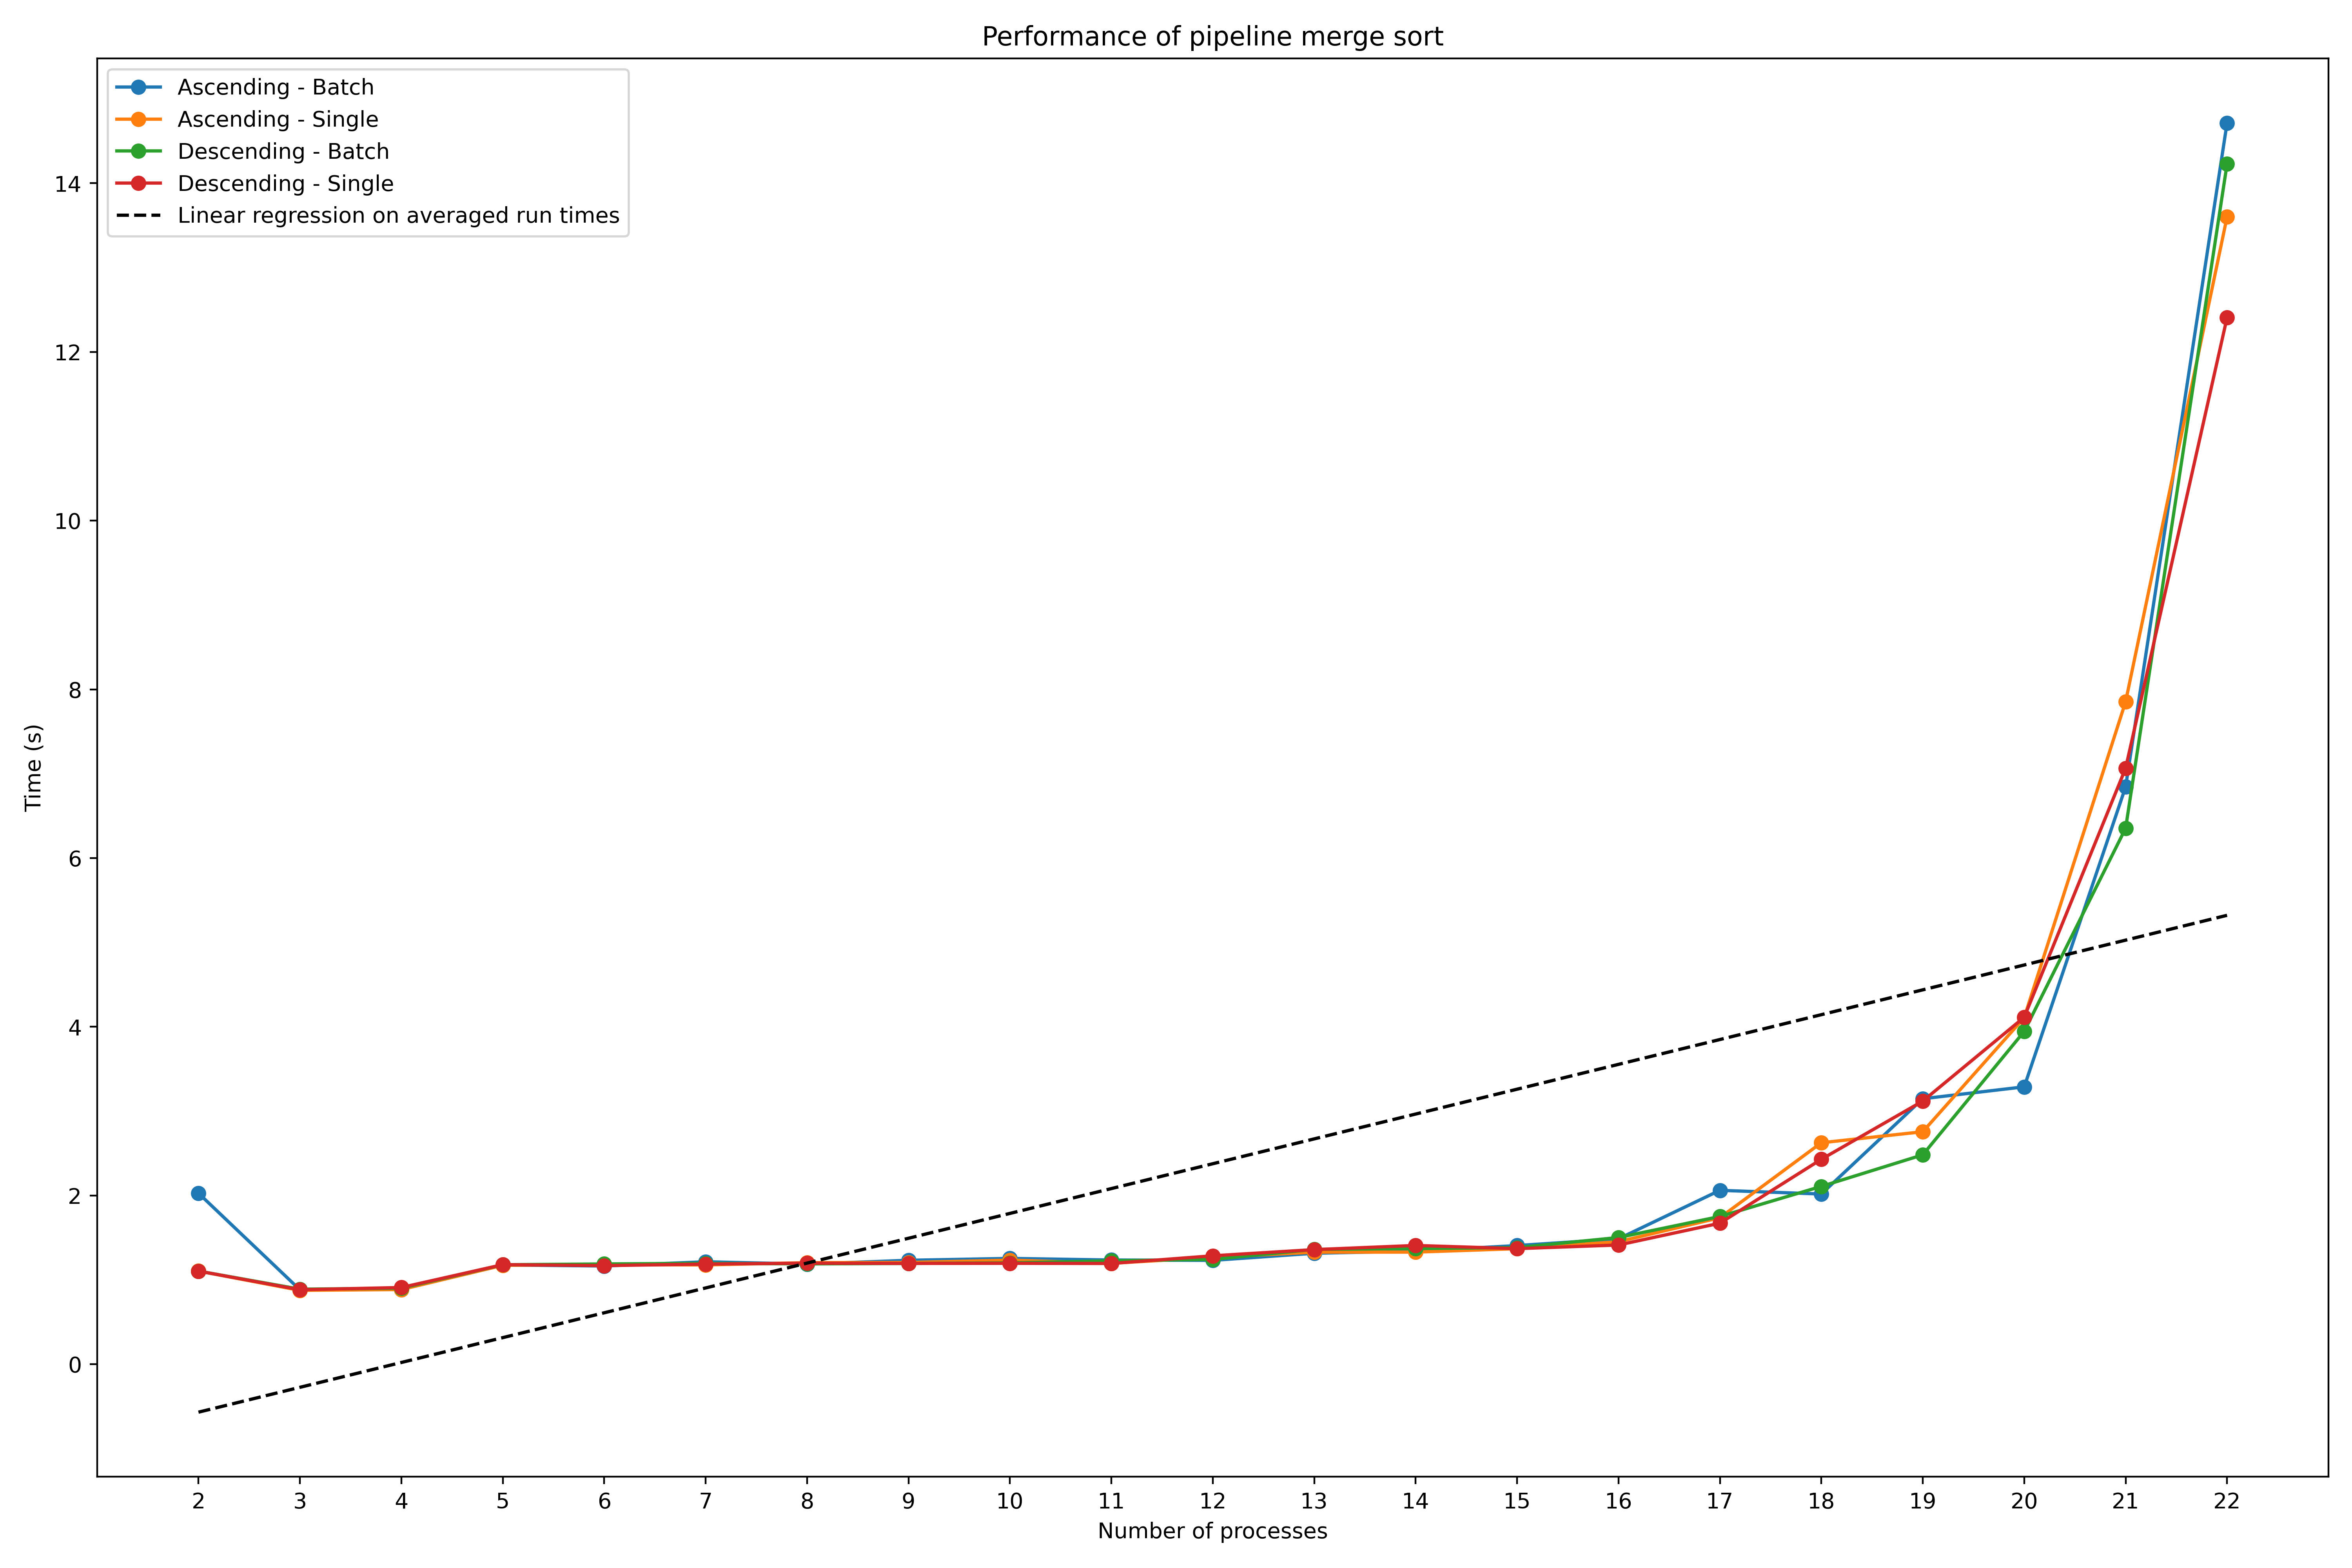 Performance of pipeline merge sort
Ascending - Batch
Ascending - Single
Descending - Batch
Descending - Single
Linear regression on averaged run times
14
12
10
8
6
4
2
0
Time (s)
2 3 4 5 6 7 8 9 10 11 12 13 14 15 16 17 18 19 20 21 22
Number of processes